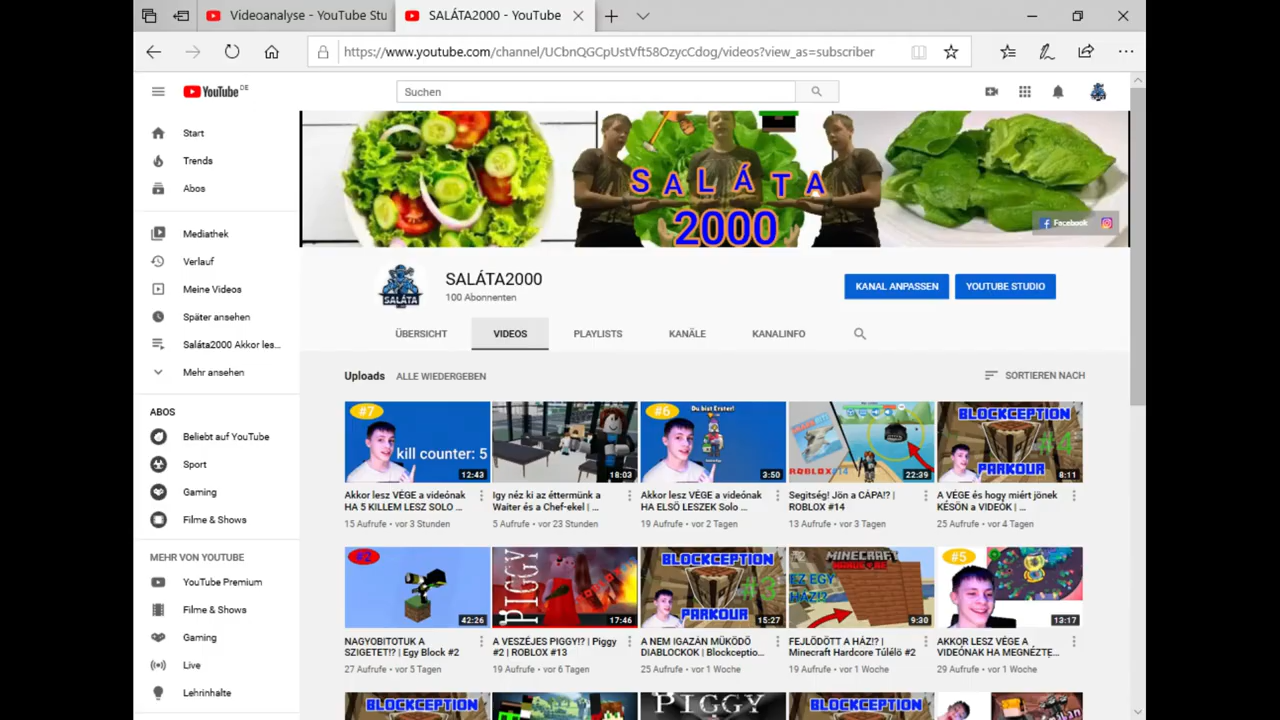 Videoanalyse - YouTube Stu
SALÁTA2000 - YouTube
https://www.youtube.com/channel/UCbnQGCpUstVft58OzycCdog/videos?view_as=subscriber
YouTube DE
Suchen
Start
Trends
Abos
Mediathek
Verlauf
Meine Videos
Später ansehen
Saláta2000 Akkor les...
Mehr ansehen
ABOS
Beliebt auf YouTube
Sport
Gaming
Filme & Shows
MEHR VON YOUTUBE
YouTube Premium
Filme & Shows
Gaming
Live
Lehrinhalte
SALÁTA
2000
Facebook
SALÁTA
SALÁTA2000
100 Abonnenten
KANAL ANPASSEN
YOUTUBE STUDIO
ÜBERSICHT
VIDEOS
PLAYLISTS
KANÄLE
KANALINFO
Uploads
ALLE WIEDERGEBEN
SORTIEREN NACH
#7
kill counter: 5
12:43
Akkor lesz VÉGE a videónak
HA 5 KILLEM LESZ SOLO ...
15 Aufrufe • vor 3 Stunden
18:03
Igy néz ki az éttermünk a
Waiter és a Chef-ekel | ...
5 Aufrufe • vor 23 Stunden
#6
Du bist Erster!
3:50
Akkor lesz VÉGE a videónak
HA ELSÖ LESZEK Solo ...
19 Aufrufe • vor 2 Tagen
ROBLOX #14
22:39
Segitség! Jön a CÁPA!? |
ROBLOX #14
13 Aufrufe • vor 3 Tagen
BLOCKCEPTION
#4
PARKOUR
8:11
A VÉGE és hogy miért jönek
KÉSÖN a VIDEÓK | ...
25 Aufrufe • vor 4 Tagen
#2
42:26
NAGYOBITOTUK A
SZIGETET!? | Egy Block #2
27 Aufrufe • vor 5 Tagen
PIGGY
17:46
A VESZÉJES PIGGY!? | Piggy
#2 | ROBLOX #13
19 Aufrufe • vor 6 Tagen
BLOCKCEPTION
#3
PARKOUR
15:27
A NEM IGAZÁN MŰKÖDŐ
DIABLOCKOK | Blockceptio...
25 Aufrufe • vor 1 Woche
#2
MINECRAFT
EZ EGY
HÁZ!?
9:30
FEJLŐDÖTT A HÁZ!? |
Minecraft Hardcore Túlélő #2
19 Aufrufe • vor 1 Woche
#5
13:17
AKKOR LESZ VÉGE A
VIDEÓNAK HA MEGNÉZTE...
29 Aufrufe • vor 1 Woche
BLOCKCEPTION
PIGGY
BLOCKCEPTION